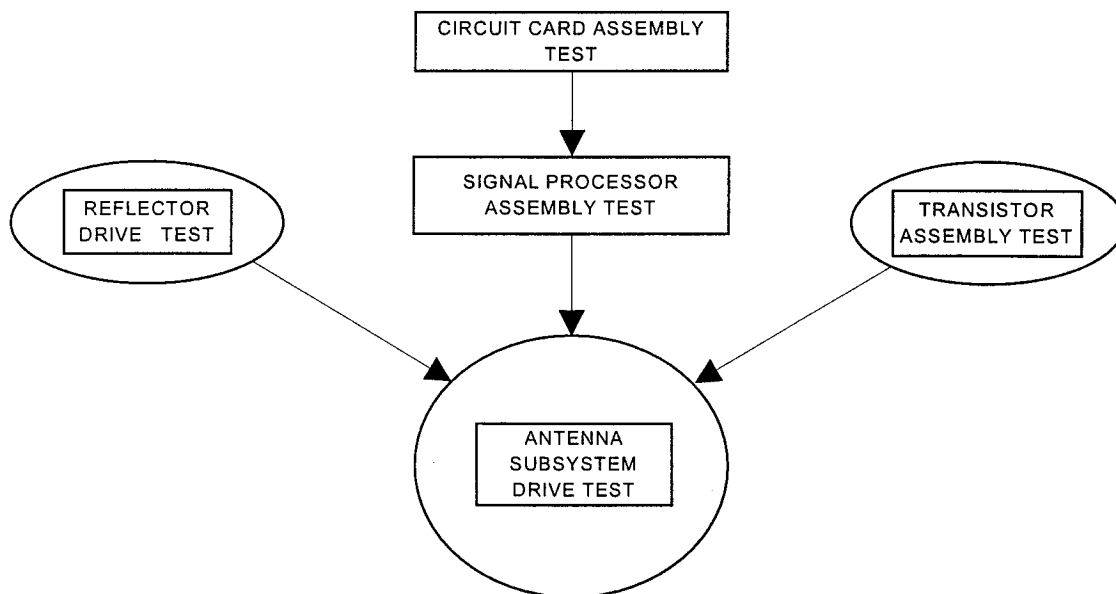 CIRCUIT CARD ASSEMBLY
TEST
SIGNAL PROCESSOR
ASSEMBLY TEST
REFLECTOR
DRIVE TEST
TRANSISTOR
ASSEMBLY TEST
ANTENNA
SUBSYSTEM
DRIVE TEST